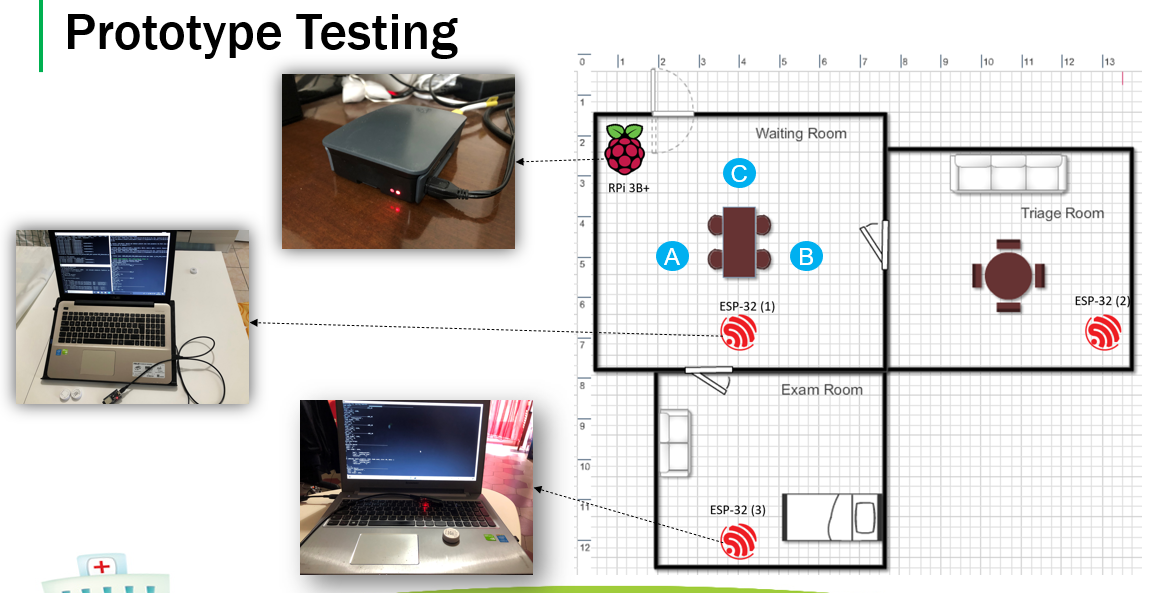 Prototype Testing
0 1 2 3 4 5 6 7 8 9 10 11 12 13
1
2
3
4
5
6
7
8
9
10
11
12
Waiting Room
RPi 3B+
C
A
B
ESP-32 (1)
Triage Room
ESP-32 (2)
Exam Room
ESP-32 (3)